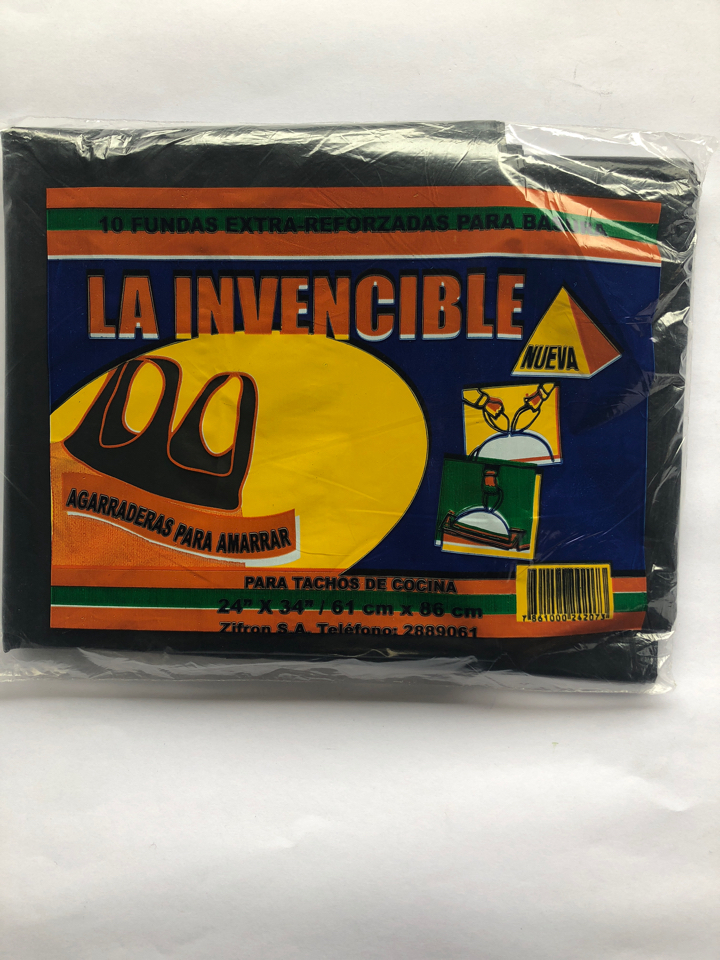 10 FUNDAS EXTRA-REFORZADAS PARA
LA INVENCIBLE
NUEVA
AGARRADERAS PARA AMARRAR
PARA TACHOS DE COCINA
24" X 34" / 61 cm x 86 cm
Zifron S.A. Teléfono: 2889061
7861000242073